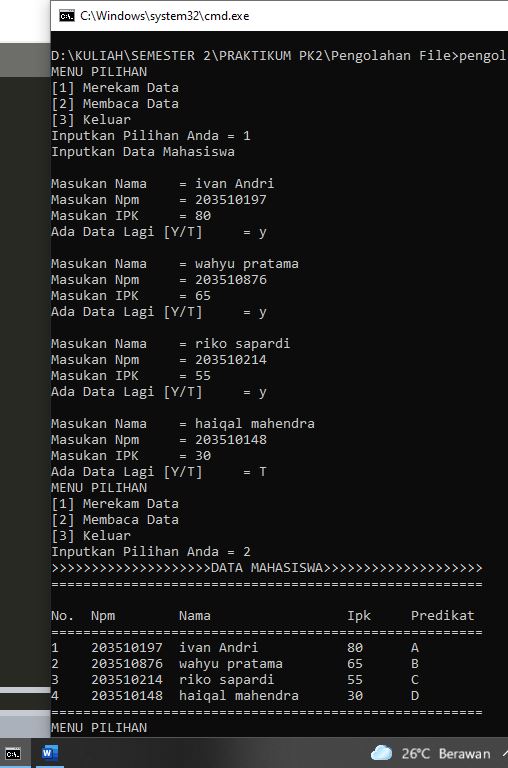 C:\Windows\system32\cmd.exe
D:\KULIAH\SEMESTER 2\PRAKTIKUM PK2\Pengolahan File>pengol
MENU PILIHAN
[1] Merekam Data
[2] Membaca Data
[3] Keluar
Inputkan Pilihan Anda = 1
Inputkan Data Mahasiswa
Masukan Nama    = ivan Andri
Masukan Npm     = 203510197
Masukan IPK     = 80
Ada Data Lagi [Y/T]     = y
Masukan Nama    = wahyu pratama
Masukan Npm     = 203510876
Masukan IPK     = 65
Ada Data Lagi [Y/T]     = y
Masukan Nama    = riko sapardi
Masukan Npm     = 203510214
Masukan IPK     = 55
Ada Data Lagi [Y/T]     = y
Masukan Nama    = haiqal mahendra
Masukan Npm     = 203510148
Masukan IPK     = 30
Ada Data Lagi [Y/T]     = T
MENU PILIHAN
[1] Merekam Data
[2] Membaca Data
[3] Keluar
Inputkan Pilihan Anda = 2
>>>>>>>>>>>>>>>>>>>>DATA MAHASISWA>>>>>>>>>>>>>>>>>>>>
======================================================
No.  Npm        Nama                 Ipk     Predikat
======================================================
1    203510197  ivan Andri           80      A
2    203510876  wahyu pratama        65      B
3    203510214  riko sapardi         55      C
4    203510148  haiqal mahendra      30      D
======================================================
MENU PILIHAN
26°C Berawan